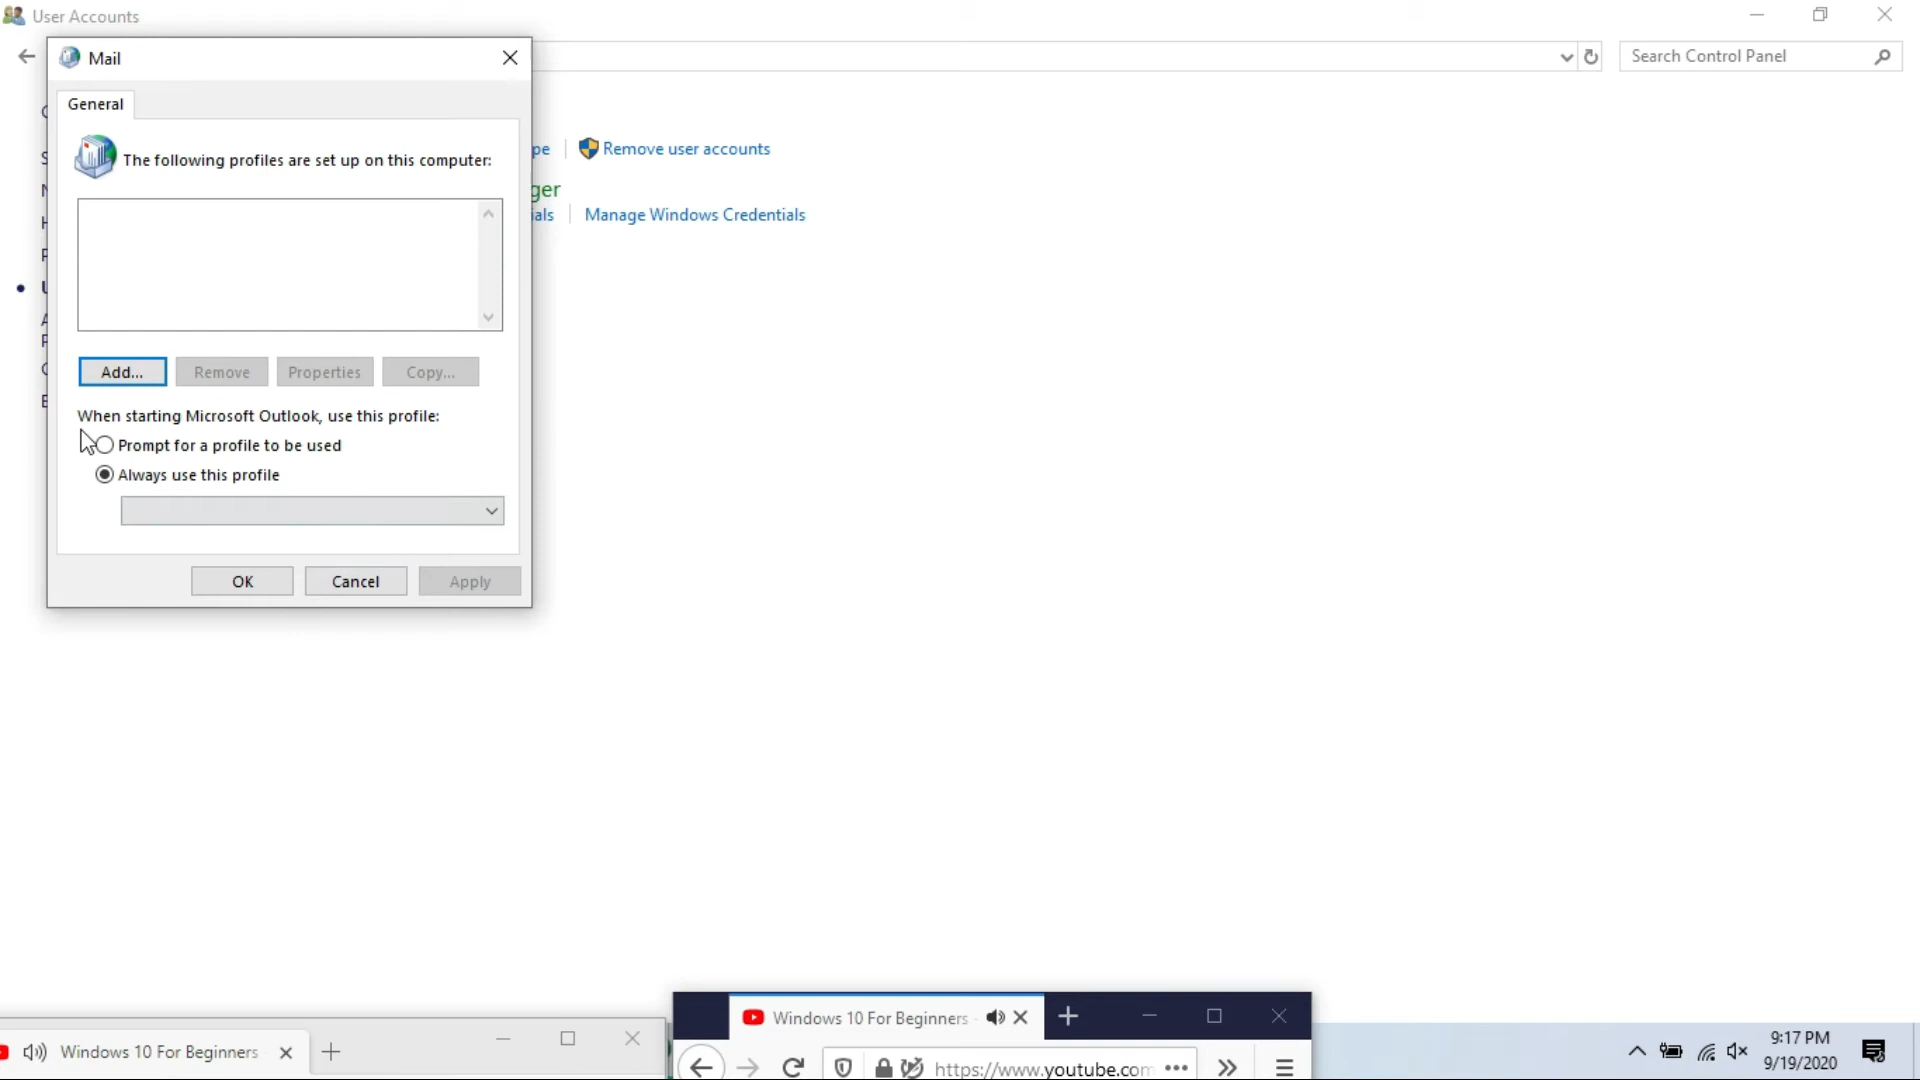 User Accounts
Mail
Search Control Panel
General
The following profiles are set up on this computer:
pe
Remove user accounts
ger
ials
Manage Windows Credentials
Add...
Remove
Properties
Copy...
When starting Microsoft Outlook, use this profile:
Prompt for a profile to be used
Always use this profile
OK
Cancel
Apply
Windows 10 For Beginners -
Windows 10 For Beginners
https://www.youtube.com
9:17 PM
9/19/2020